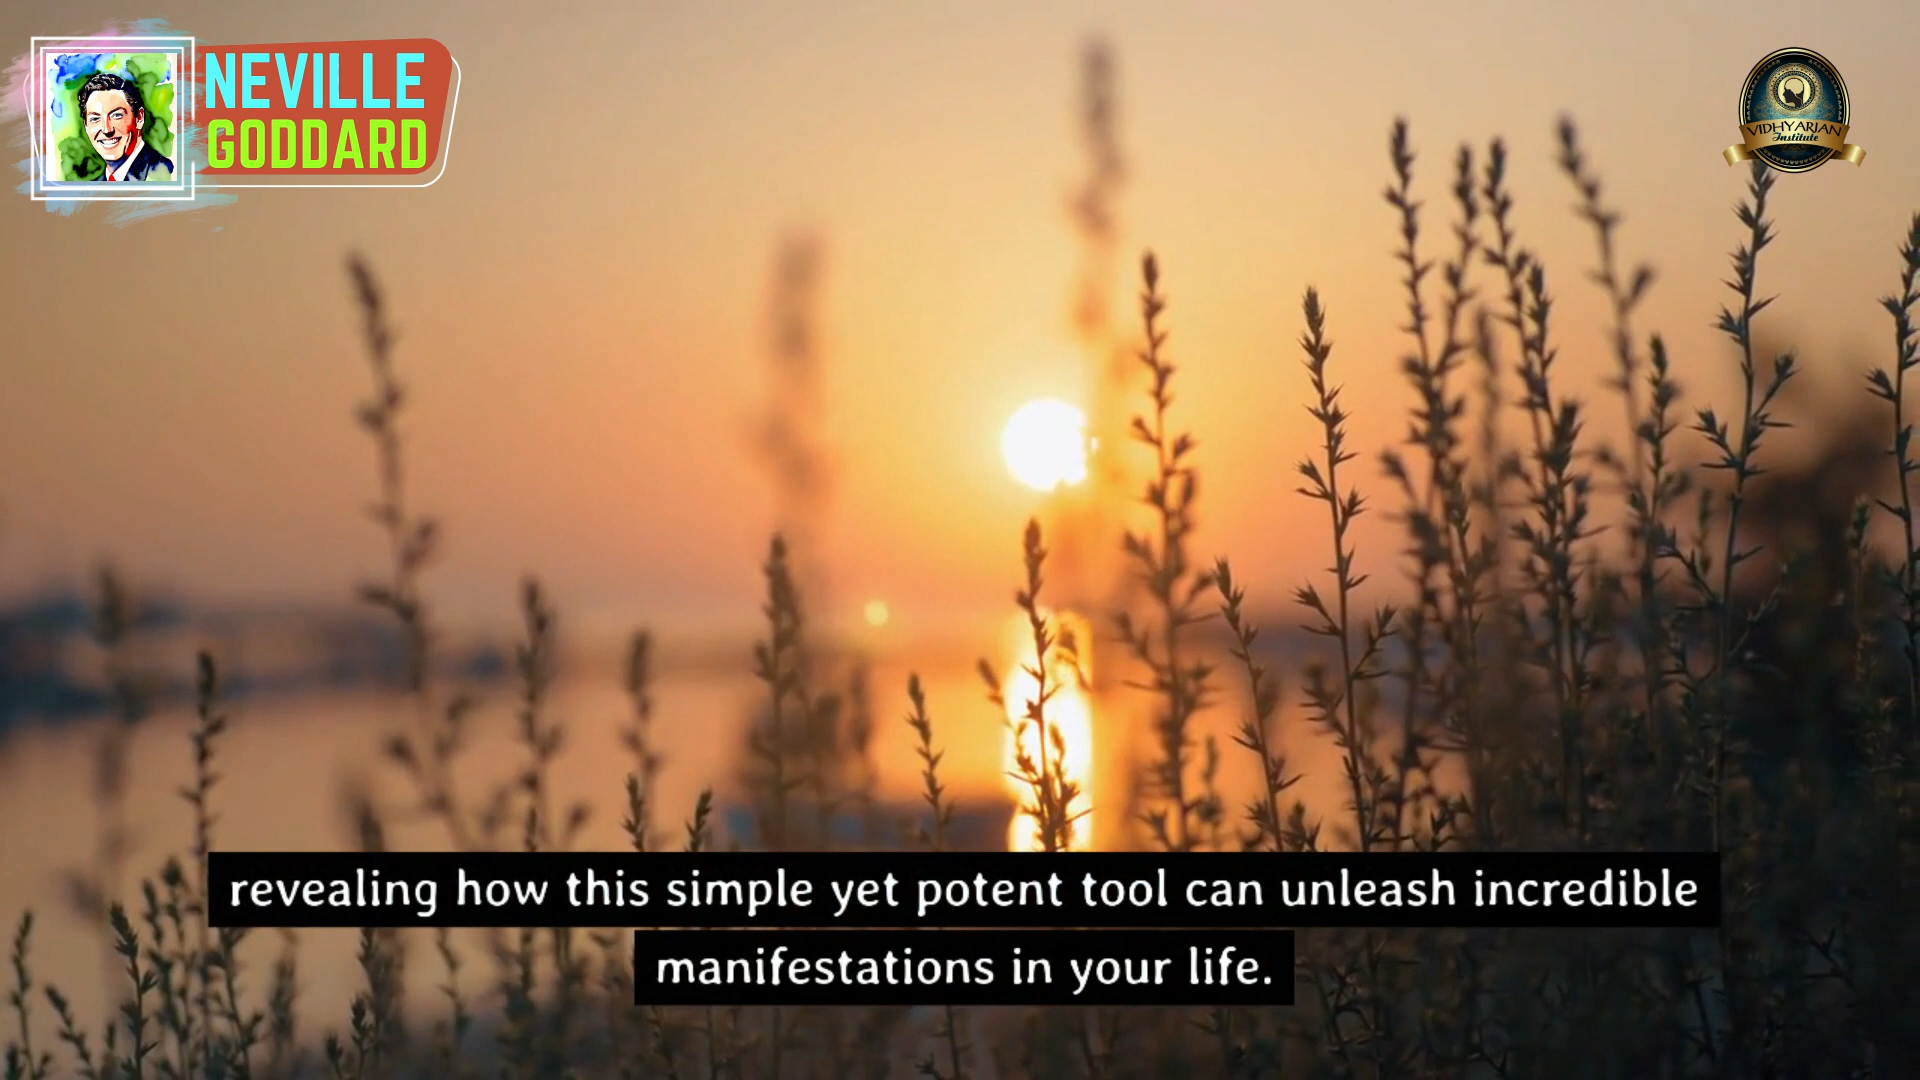 NEVILLE
GODDARD
VIDHYARJAN
Institute
revealing how this simple yet potent tool can unleash incredible
manifestations in your life.